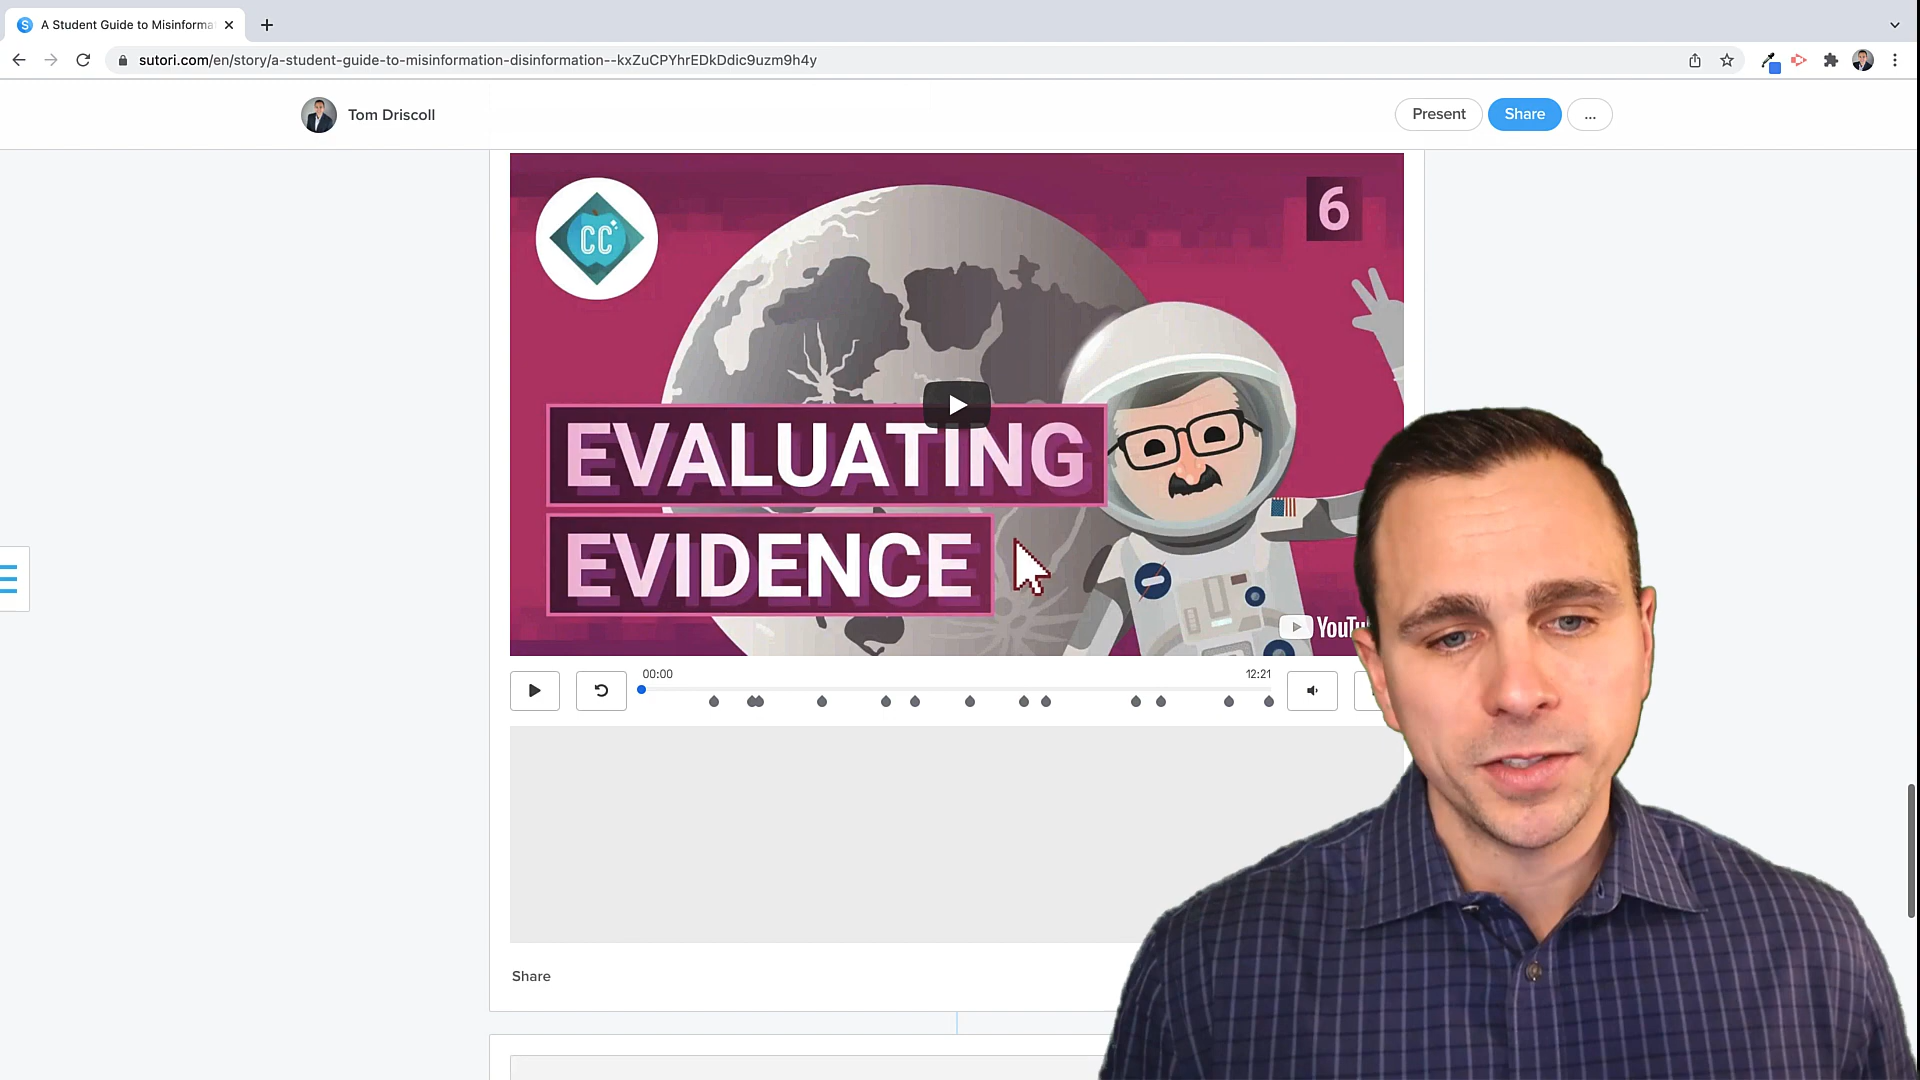 A Student Guide to Misinforma
sutori.com/en/story/a-student-guide-to-misinformation-disinformation--kxZuCPYhrEDkDdic9uzm9h4y
Tom Driscoll
Present
Share
...
CC
6
EVALUATING
EVIDENCE
YouTu
00:00
12:21
Share